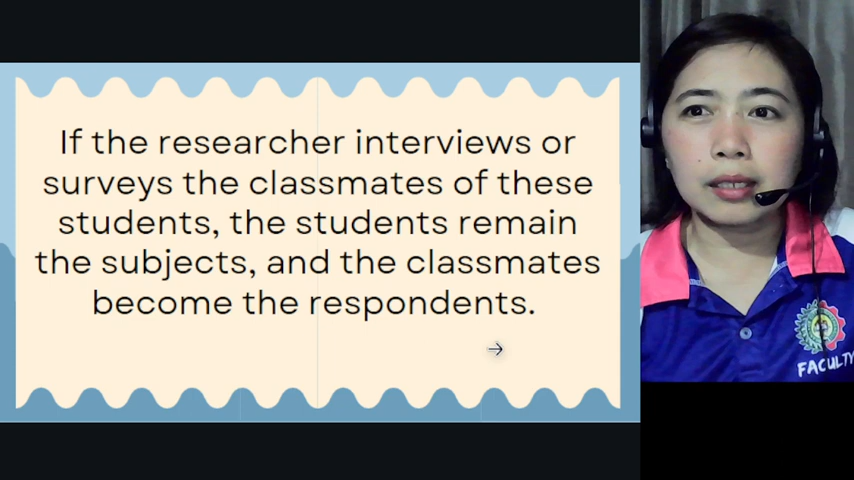 If the researcher interviews or
surveys the classmates of these
students, the students remain
the subjects, and the classmates
become the respondents.
FACULTY